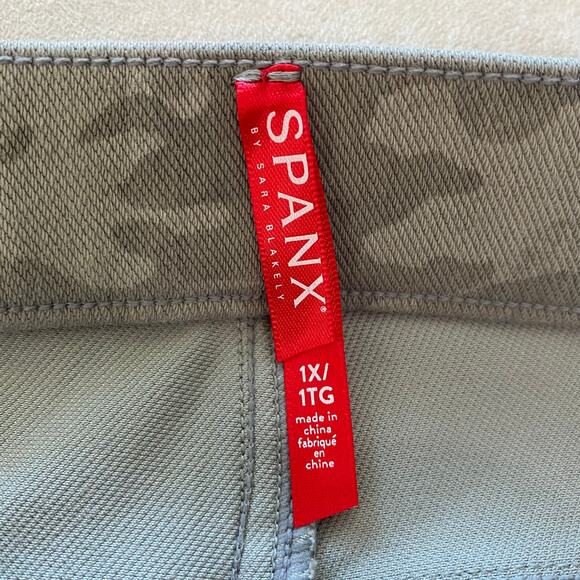 SPANX®
BY SARA BLAKELY
1X/
1TG
made in
china
fabriqué
en
chine